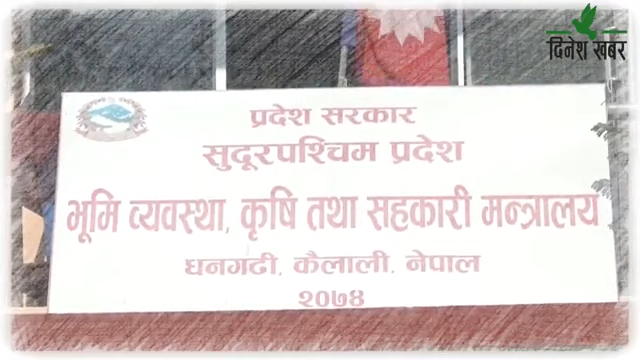 दिनेश खबर
प्रदेश सरकार
सुदूरपश्चिम प्रदेश
भूमि व्यवस्था, कृषि तथा सहकारी मन्त्रालय
धनगढी, कैलाली, नेपाल
२०७४